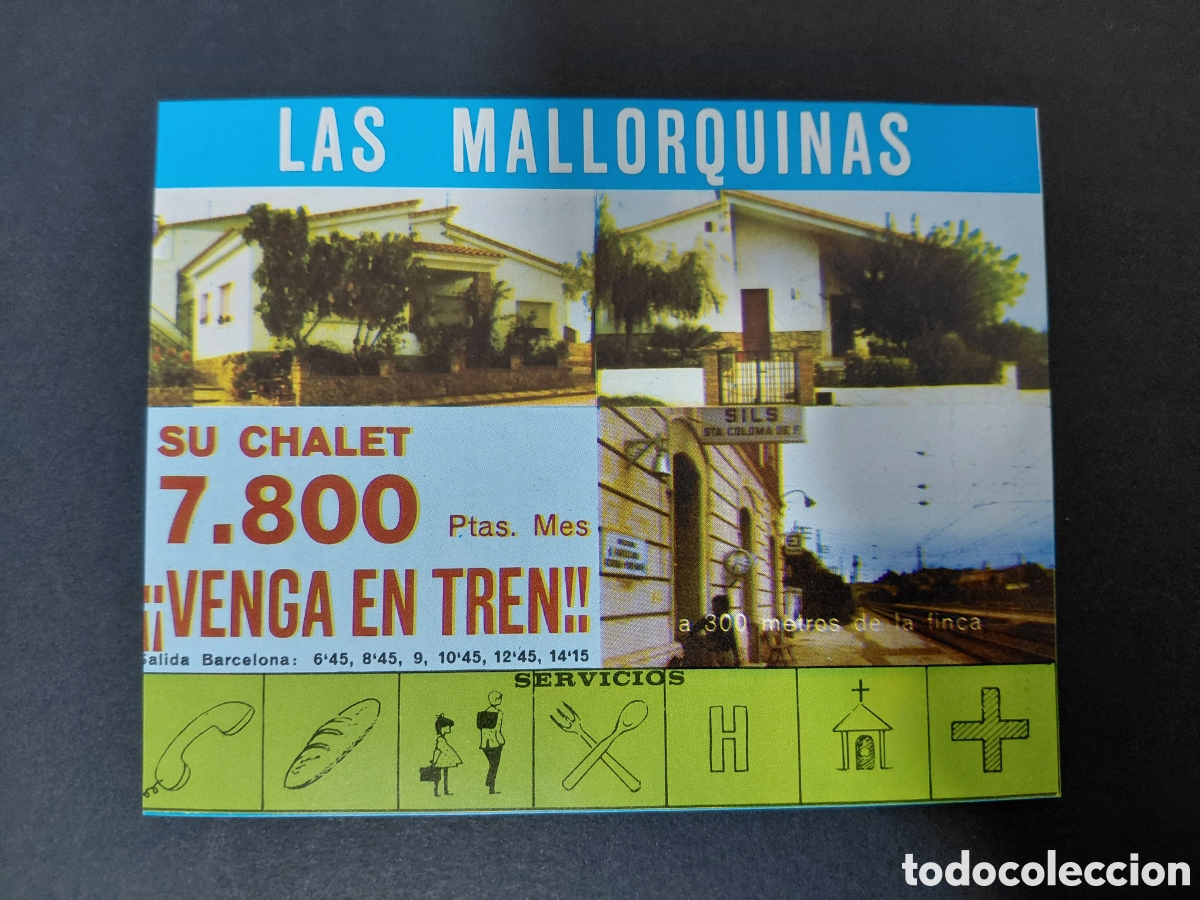 LAS MALLORQUINAS
SU CHALET
7.800 Ptas. Mes
¡¡VENGA EN TREN!!
Salida Barcelona: 6'45, 8'45, 9, 10'45, 12'45, 14'15
SILS
STA COLOMA DE F.
a 300 metros de la finca
SERVICIOS
H
todocoleccion